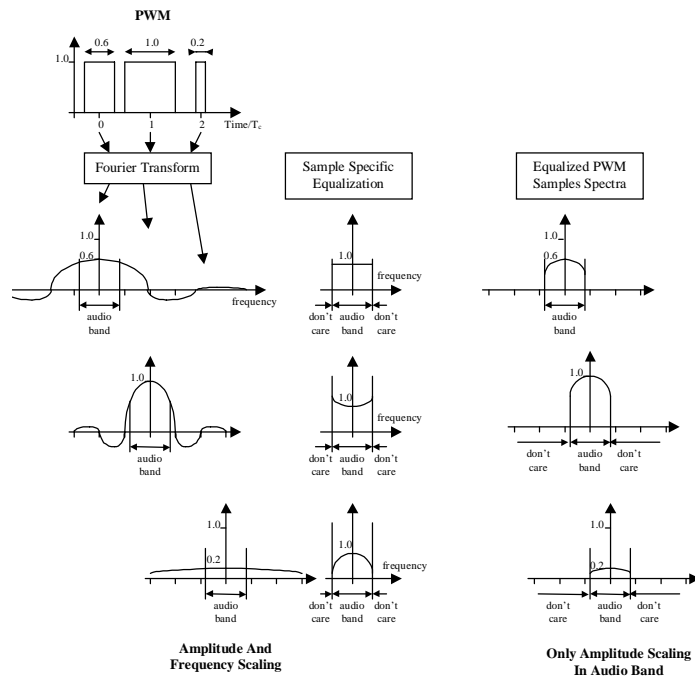 PWM
0.6
1.0
0.2
1.0
0
1
2
Time/Tc
Fourier Transform
Sample Specific
Equalization
Equalized PWM
Samples Spectra
1.0
0.6
frequency
audio
band
1.0
frequency
don't
care
audio
band
don't
care
1.0
0.6
audio
band
1.0
audio
band
1.0
frequency
don't
care
audio
band
don't
care
1.0
don't
care
audio
band
don't
care
1.0
0.2
audio
band
1.0
frequency
don't
care
audio
band
don't
care
1.0
0.2
don't
care
audio
band
don't
care
Amplitude And
Frequency Scaling
Only Amplitude Scaling
In Audio Band